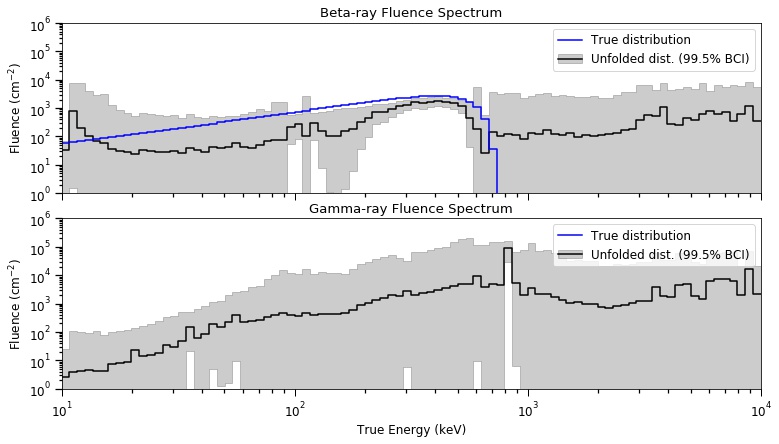 Beta-ray Fluence Spectrum
10^6
10^5
10^4
10^3
10^2
10^1
10^0
Fluence (cm^−2)
True distribution
Unfolded dist. (99.5% BCI)
Gamma-ray Fluence Spectrum
10^6
10^5
10^4
10^3
10^2
10^1
10^0
Fluence (cm^−2)
True distribution
Unfolded dist. (99.5% BCI)
10^1
10^2
10^3
10^4
True Energy (keV)